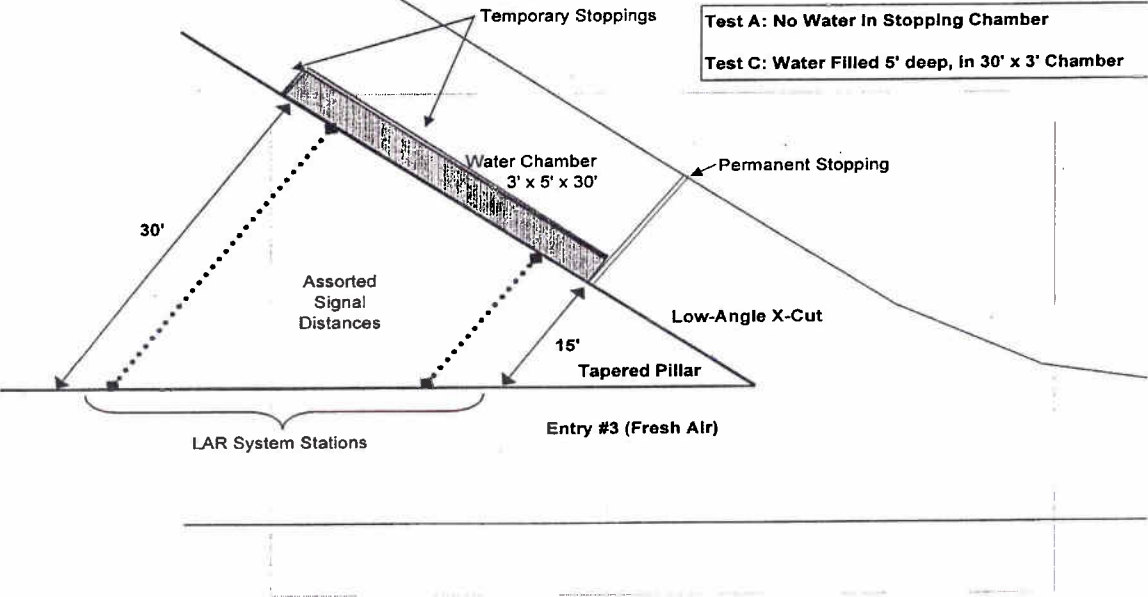 Temporary Stoppings
Test A: No Water in Stopping Chamber
Test C: Water Filled 5' deep, in 30' x 3' Chamber
Water Chamber
3' x 5' x 30'
Permanent Stopping
30'
Assorted
Signal
Distances
Low-Angle X-Cut
15'
Tapered Pillar
LAR System Stations
Entry #3 (Fresh Air)